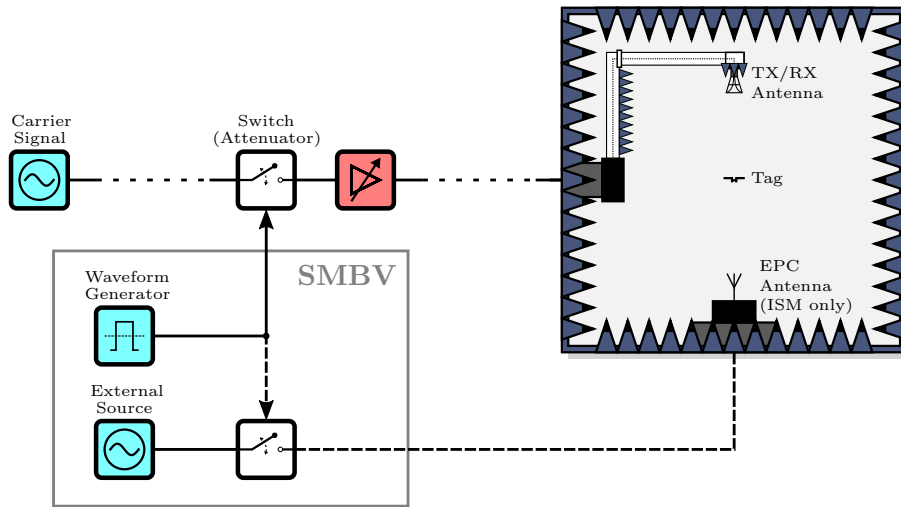 Carrier
Signal
Switch
(Attenuator)
TX/RX
Antenna
Tag
SMBV
Waveform
Generator
EPC
Antenna
(ISM only)
External
Source